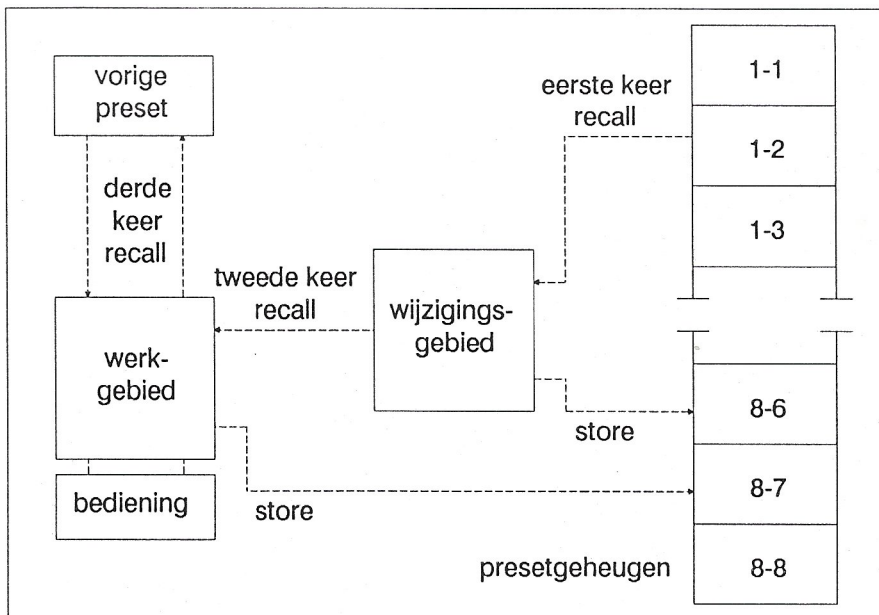 vorige
preset
derde
keer
recall
werk-
gebied
bediening
tweede keer
recall
wijzigings-
gebied
eerste keer
recall
store
store
presetgeheugen
1-1
1-2
1-3
8-6
8-7
8-8